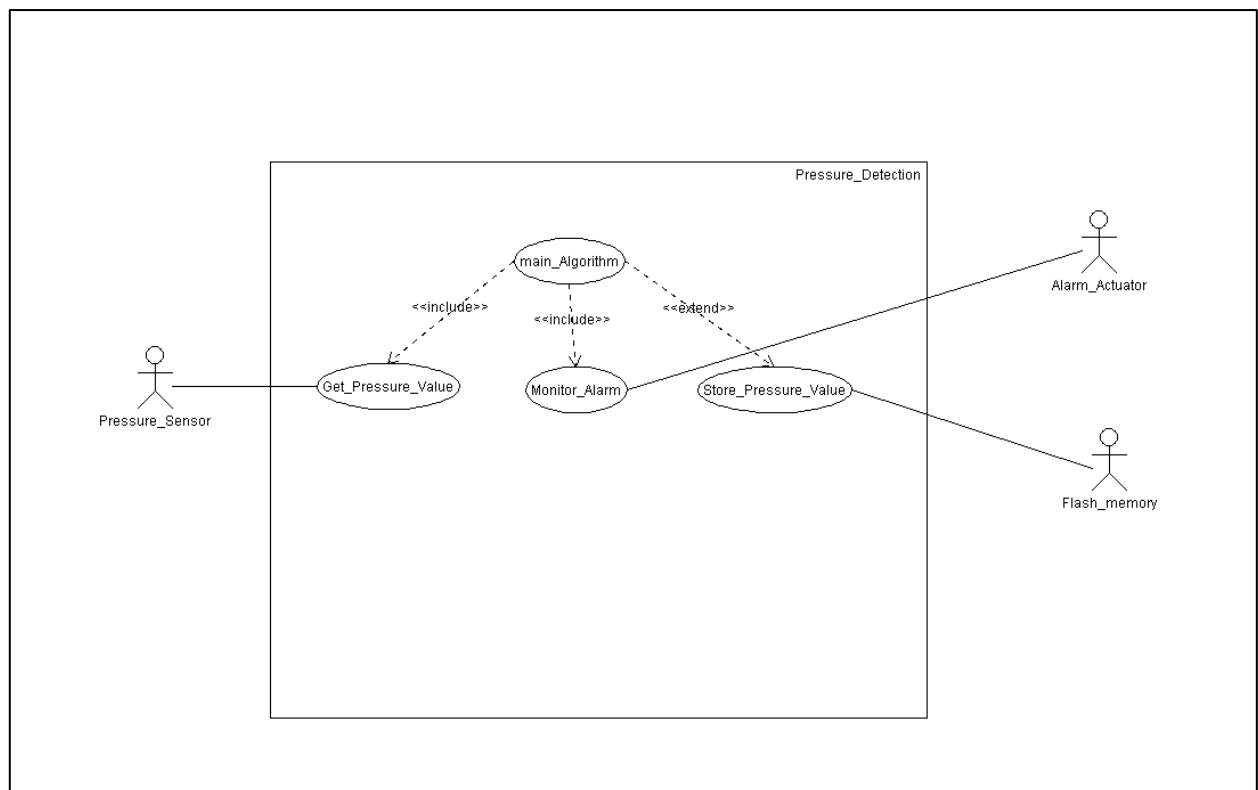 Pressure_Detection
main_Algorithm
Alarm_Actuator
<<include>>
<<include>>
<<extend>>
Get_Pressure_Value
Monitor_Alarm
Store_Pressure_Value
Pressure_Sensor
Flash_memory